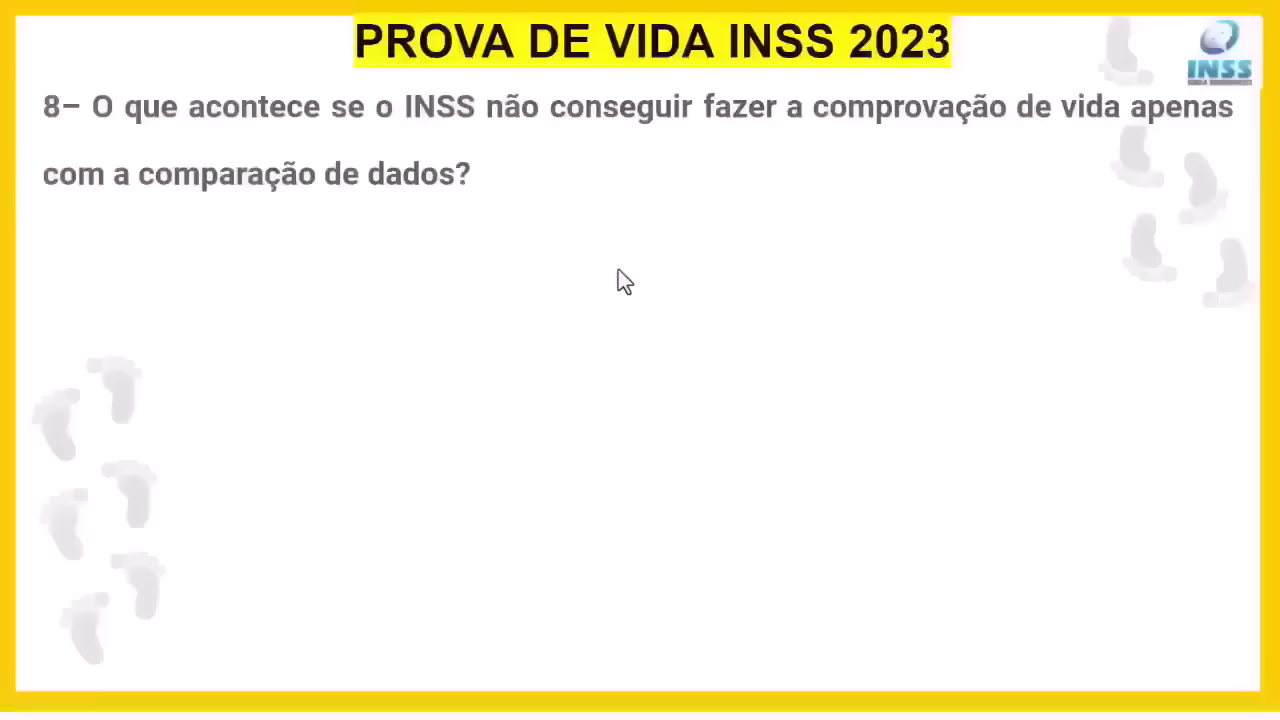 PROVA DE VIDA INSS 2023
INSS
8– O que acontece se o INSS não conseguir fazer a comprovação de vida apenas
com a comparação de dados?